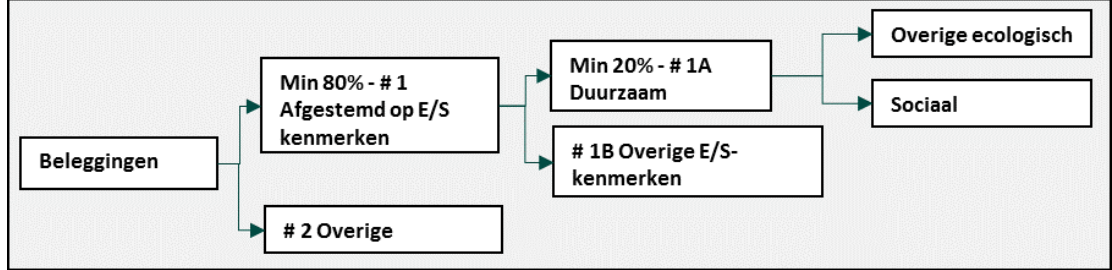 Beleggingen
Min 80% - # 1
Afgestemd op E/S
kenmerken
# 2 Overige
Min 20% - # 1A
Duurzaam
# 1B Overige E/S-
kenmerken
Overige ecologisch
Sociaal